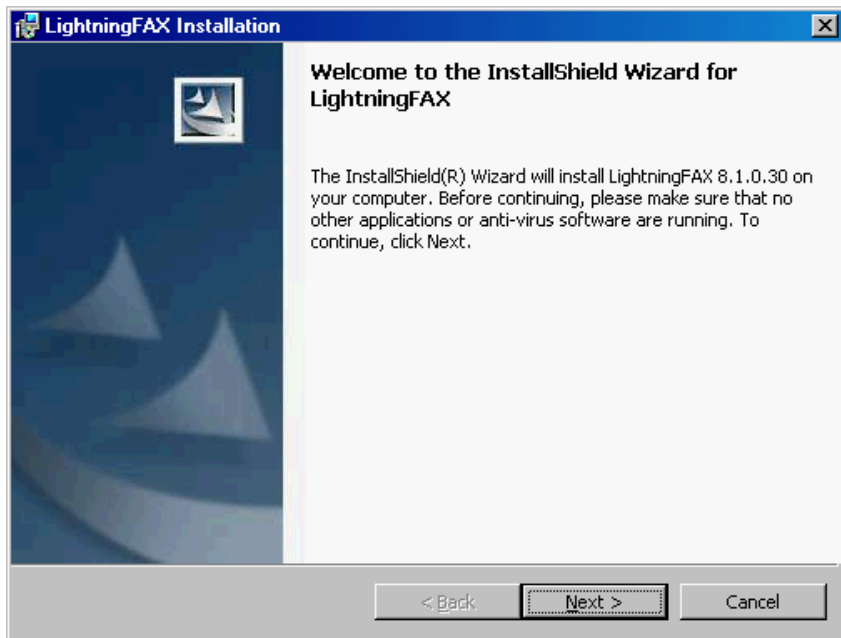 LightningFAX Installation
Welcome to the InstallShield Wizard for
LightningFAX
The InstallShield(R) Wizard will install LightningFAX 8.1.0.30 on
your computer. Before continuing, please make sure that no
other applications or anti-virus software are running. To
continue, click Next.
< Back
Next >
Cancel